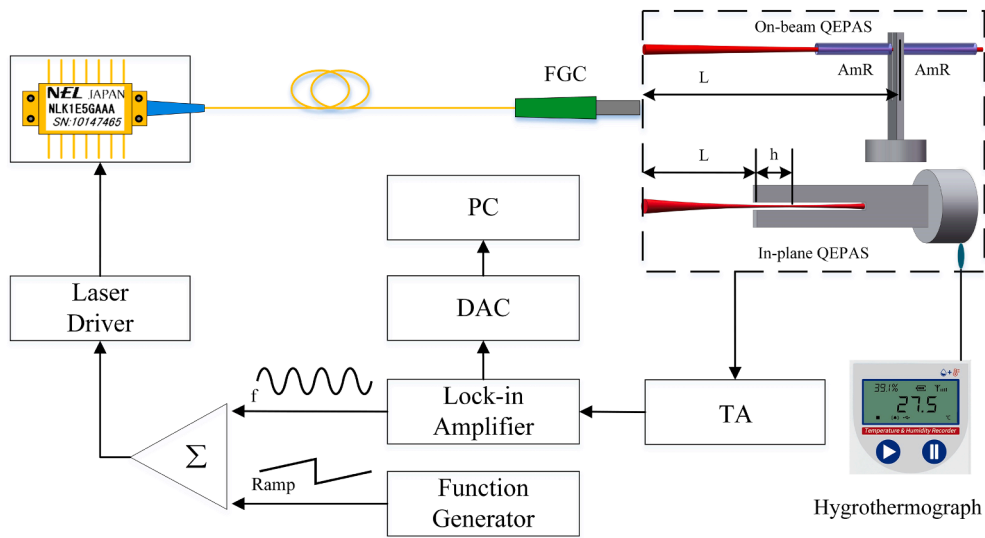 On-beam QEPAS
NEL JAPAN
NLK1E5GAAA
SN:10147465
FGC
AmR
AmR
L
L
h
PC
In-plane QEPAS
Laser
Driver
DAC
39.1%
27.5
℃
f
Lock-in
Amplifier
TA
Temperature & Humidity Recorder
Σ
Ramp
Function
Generator
Hygrothermograph